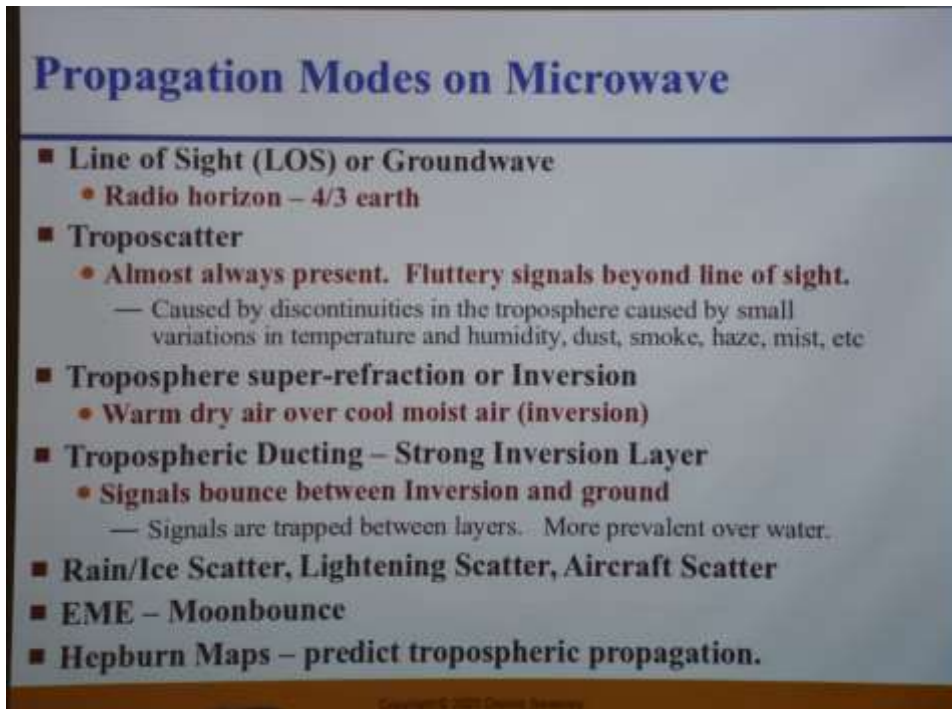 Propagation Modes on Microwave
■ Line of Sight (LOS) or Groundwave
• Radio horizon – 4/3 earth
■ Troposcatter
• Almost always present. Fluttery signals beyond line of sight.
— Caused by discontinuities in the troposphere caused by small
variations in temperature and humidity, dust, smoke, haze, mist, etc
■ Troposphere super-refraction or Inversion
• Warm dry air over cool moist air (inversion)
■ Tropospheric Ducting – Strong Inversion Layer
• Signals bounce between Inversion and ground
— Signals are trapped between layers. More prevalent over water.
■ Rain/Ice Scatter, Lightening Scatter, Aircraft Scatter
■ EME – Moonbounce
■ Hepburn Maps – predict tropospheric propagation.
Copyright ©